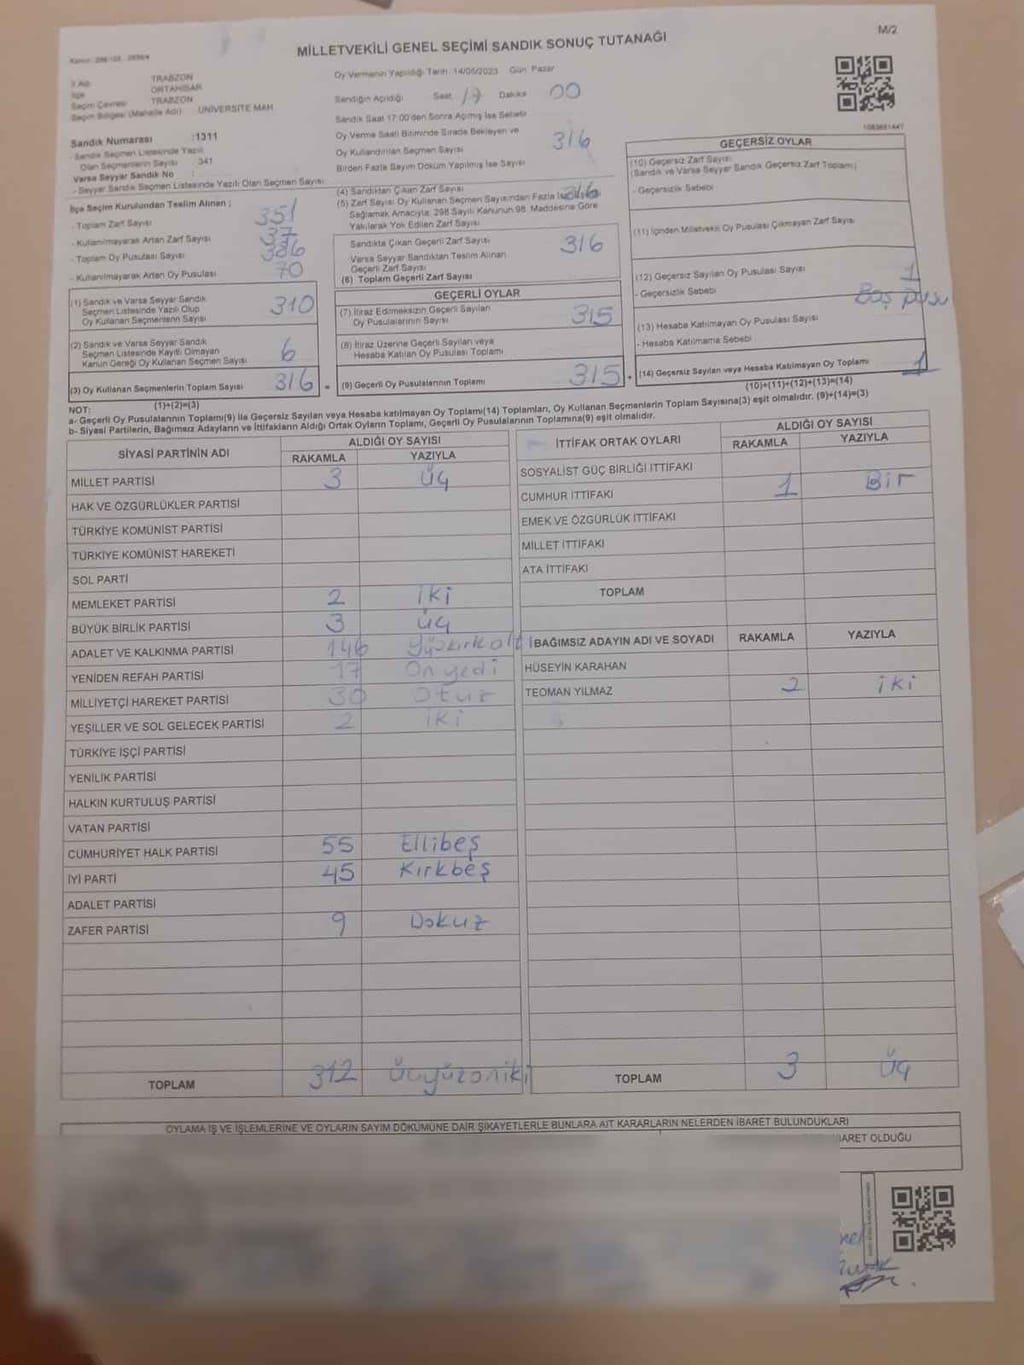 M/2
MİLLETVEKİLİ GENEL SEÇİMİ SANDIK SONUÇ TUTANAĞI
İl Adı TRABZON
İlçe ORTAHİSAR
Seçim Çevresi TRABZON
Seçim Bölgesi (Mahalle Adı) ÜNİVERSİTE MAH.
Sandık Numarası :1311
- Sandık Seçmen Listesinde Yazılı
Olan Seçmenlerin Sayısı 341
Varsa Seyyar Sandık No :
- Seyyar Sandık Seçmen Listesinde Yazılı Olan Seçmen Sayısı
İlçe Seçim Kurulundan Teslim Alınan ;
- Toplam Zarf Sayısı 351
- Kullanılmayarak Artan Zarf Sayısı 37
- Toplam Oy Pusulası Sayısı 386
- Kullanılmayarak Artan Oy Pusulası 70
(1) Sandık ve Varsa Seyyar Sandık
Seçmen Listesinde Yazılı Olup
Oy Kullanan Seçmenlerin Sayısı 310
(2) Sandık ve Varsa Seyyar Sandık
Seçmen Listesinde Kayıtlı Olmayan
Kanun Gereği Oy Kullanan Seçmen Sayısı 6
(3) Oy Kullanan Seçmenlerin Toplam Sayısı 316 =
(1)+(2)=(3)
Oy Vermenin Yapıldığı Tarih :14/05/2023 Gün: Pazar
Sandığın Açıldığı Saat 17 Dakika 00
Sandık Saat 17:00'den Sonra Açılmış İse Sebebi
Oy Verme Saati Bitiminde Sırada Bekleyen ve
Oy Kullandırılan Seçmen Sayısı 316
Birden Fazla Sayım Döküm Yapılmış İse Sayısı
(4) Sandıktan Çıkan Zarf Sayısı 316
(5) Zarf Sayısı Oy Kullanan Seçmen Sayısından Fazla İse
Sağlamak Amacıyla; 298 Sayılı Kanunun 98. Maddesine Göre
Yakılarak Yok Edilen Zarf Sayısı
Sandıkta Çıkan Geçerli Zarf Sayısı 316
Varsa Seyyar Sandıktan Teslim Alınan
Geçerli Zarf Sayısı
(6) Toplam Geçerli Zarf Sayısı
GEÇERLİ OYLAR
(7) İtiraz Edilmeksizin Geçerli Sayılan
Oy Pusulalarının Sayısı 315
(8) İtiraz Üzerine Geçerli Sayılan veya
Hesaba Katılan Oy Pusulası Toplamı
(9) Geçerli Oy Pusulalarının Toplamı 315 +
GEÇERSİZ OYLAR
(10) Geçersiz Zarf Sayısı
(Sandık ve Varsa Seyyar Sandık Geçersiz Zarf Toplamı)
- Geçersizlik Sebebi
(11) İçinden Milletvekili Oy Pusulası Çıkmayan Zarf Sayısı
(12) Geçersiz Sayılan Oy Pusulası Sayısı 1
- Geçersizlik Sebebi Boş
(13) Hesaba Katılmayan Oy Pusulası Sayısı
- Hesaba Katılmama Sebebi
(14) Geçersiz Sayılan veya Hesaba Katılmayan Oy Toplamı 1
(10)+(11)+(12)+(13)=(14)
NOT:
a- Geçerli Oy Pusulalarının Toplamı(9) ile Geçersiz Sayılan veya Hesaba katılmayan Oy Toplamı(14) Toplamları, Oy Kullanan Seçmenlerin Toplam Sayısına(3) eşit olmalıdır. (9)+(14)=(3)
b- Siyasi Partilerin, Bağımsız Adayların ve İttifakların Aldığı Ortak Oyların Toplamı, Geçerli Oy Pusulalarının Toplamına(9) eşit olmalıdır.
SİYASİ PARTİNİN ADI ALDIĞI OY SAYISI
RAKAMLA YAZIYLA
MİLLET PARTİSİ 3 Üç
HAK VE ÖZGÜRLÜKLER PARTİSİ
TÜRKİYE KOMÜNİST PARTİSİ
TÜRKİYE KOMÜNİST HAREKETİ
SOL PARTİ
MEMLEKET PARTİSİ 2 İki
BÜYÜK BİRLİK PARTİSİ 3 Üç
ADALET VE KALKINMA PARTİSİ 146 Yüzkırkaltı
YENİDEN REFAH PARTİSİ 17 Onyedi
MİLLİYETÇİ HAREKET PARTİSİ 30 Otuz
YEŞİLLER VE SOL GELECEK PARTİSİ 2 İki
TÜRKİYE İŞÇİ PARTİSİ
YENİLİK PARTİSİ
HALKIN KURTULUŞ PARTİSİ
VATAN PARTİSİ
CUMHURİYET HALK PARTİSİ 55 Ellibeş
İYİ PARTİ 45 Kırkbeş
ADALET PARTİSİ
ZAFER PARTİSİ 9 Dokuz
TOPLAM 312 Üçyüzoniki
İTTİFAK ORTAK OYLARI ALDIĞI OY SAYISI
RAKAMLA YAZIYLA
SOSYALİST GÜÇ BİRLİĞİ İTTİFAKI
CUMHUR İTTİFAKI 1 Bir
EMEK VE ÖZGÜRLÜK İTTİFAKI
MİLLET İTTİFAKI
ATA İTTİFAKI
TOPLAM
BAĞIMSIZ ADAYIN ADI VE SOYADI RAKAMLA YAZIYLA
HÜSEYİN KARAHAN
TEOMAN YILMAZ 2 İki
TOPLAM 3 Üç
OYLAMA İŞ VE İŞLEMLERİNE VE OYLARIN SAYIM DÖKÜMÜNE DAİR ŞİKAYETLERLE BUNLARA AİT KARARLARIN NELERDEN İBARET BULUNDUKLARI
İBARET OLDUĞU